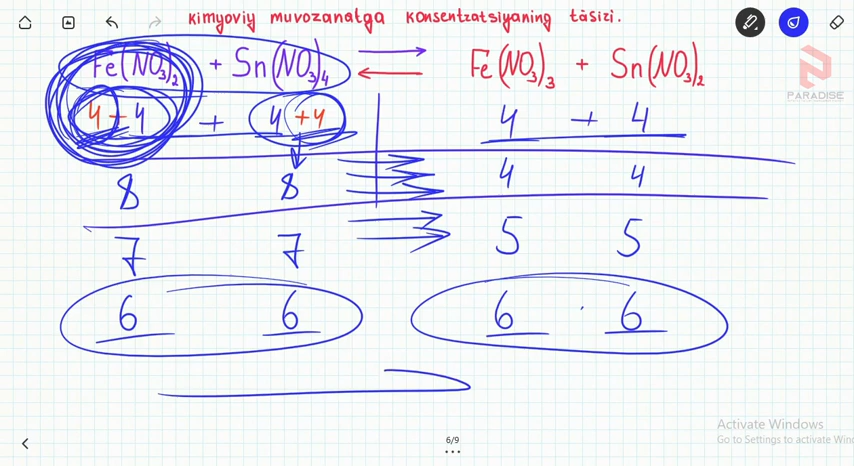 kimyoviy muvozanatga konsentratsiyaning tàsizi.
Fe(NO₃)₂ + Sn(NO₃)₄ Fe(NO₃)₃ + Sn(NO₃)₂
PARADISE
4 + 4 + 4 + 4 4 + 4
8 8 4 4
7 7 5 5
6 6 6 6
Activate Windows
Go to Settings to activate Win
6/9